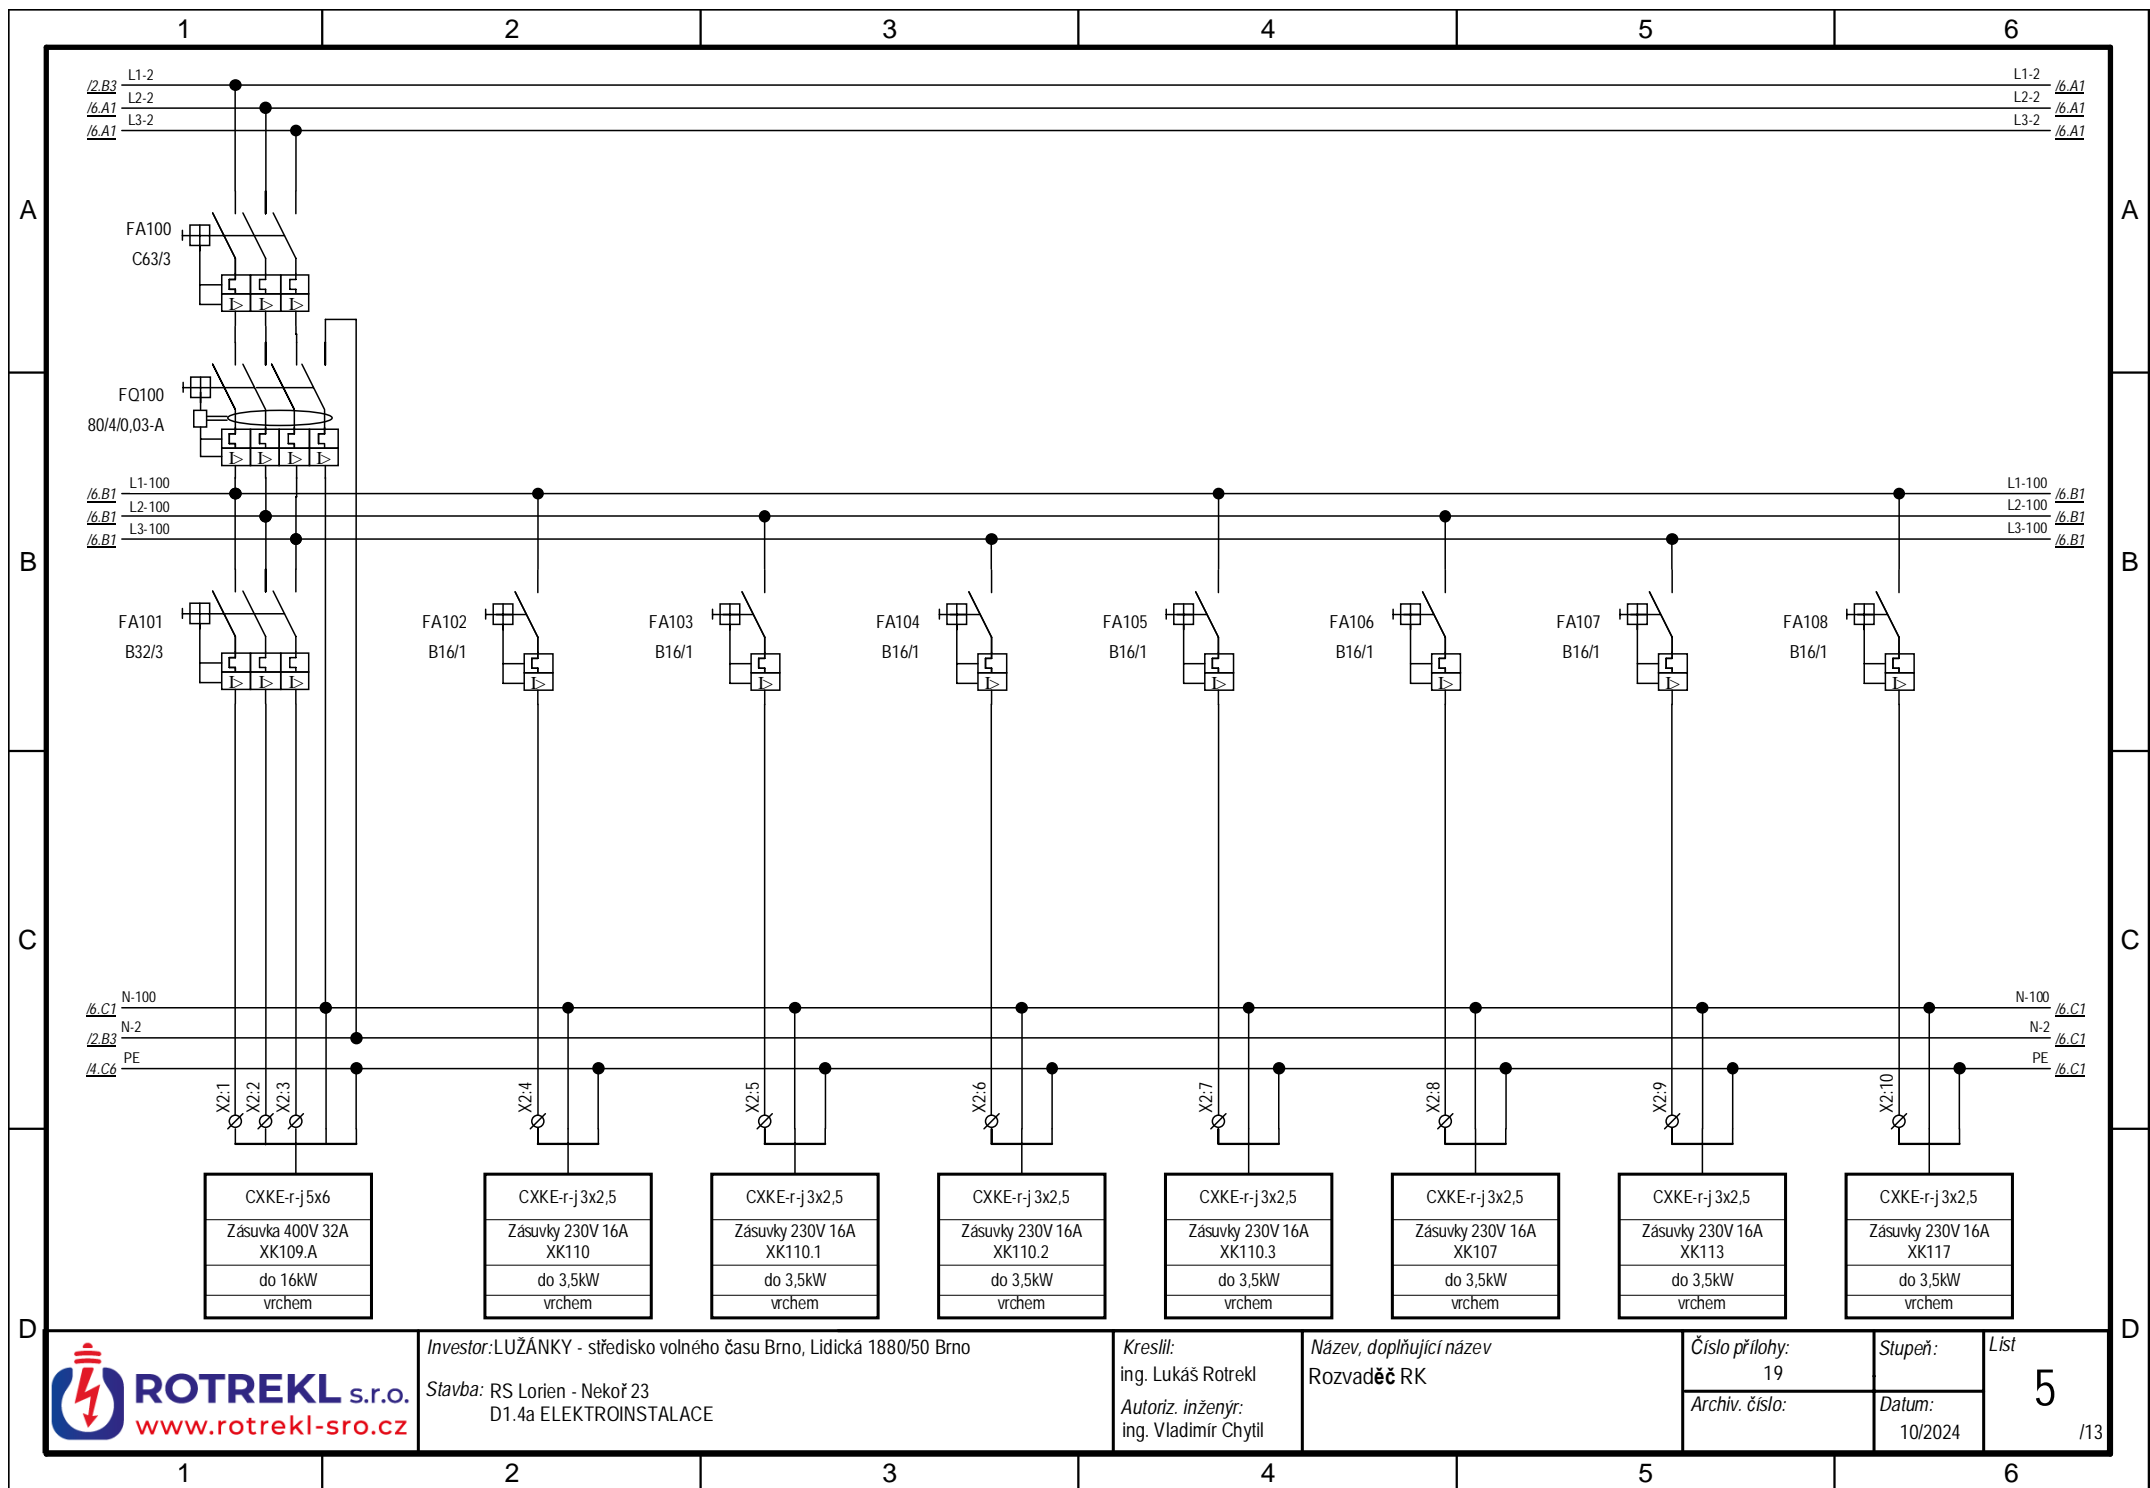 1 2 3 4 5 6
/2.B3 L1-2 L1-2 /6.A1
/6.A1 L2-2 L2-2 /6.A1
/6.A1 L3-2 L3-2 /6.A1
A A
FA100
C63/3
I> I> I>
FQ100
80/4/0,03-A
I> I> I> I>
/6.B1 L1-100 L1-100 /6.B1
/6.B1 L2-100 L2-100 /6.B1
/6.B1 L3-100 L3-100 /6.B1
B B
FA101 FA102 FA103 FA104 FA105 FA106 FA107 FA108
B32/3 B16/1 B16/1 B16/1 B16/1 B16/1 B16/1 B16/1
I> I> I> I> I> I> I> I> I> I>
C C
/6.C1 N-100 N-100 /6.C1
/2.B3 N-2 N-2 /6.C1
/4.C6 PE PE /6.C1
X2:1 X2:2 X2:3 X2:4 X2:5 X2:6 X2:7 X2:8 X2:9 X2:10
CXKE-r-j 5x6 CXKE-r-j 3x2,5 CXKE-r-j 3x2,5 CXKE-r-j 3x2,5 CXKE-r-j 3x2,5 CXKE-r-j 3x2,5 CXKE-r-j 3x2,5 CXKE-r-j 3x2,5
Zásuvka 400V 32A Zásuvky 230V 16A Zásuvky 230V 16A Zásuvky 230V 16A Zásuvky 230V 16A Zásuvky 230V 16A Zásuvky 230V 16A Zásuvky 230V 16A
XK109.A XK110 XK110.1 XK110.2 XK110.3 XK107 XK113 XK117
do 16kW do 3,5kW do 3,5kW do 3,5kW do 3,5kW do 3,5kW do 3,5kW do 3,5kW
vrchem vrchem vrchem vrchem vrchem vrchem vrchem vrchem
D D
ROTREKL s.r.o.
www.rotrekl-sro.cz
Investor: LUŽÁNKY - středisko volného času Brno, Lidická 1880/50 Brno
Stavba: RS Lorien - Nekoř 23
D1.4a ELEKTROINSTALACE
Kreslil:
ing. Lukáš Rotrekl
Autoriz. inženýr:
ing. Vladimír Chytil
Název, doplňující název
Rozvaděč RK
Číslo přílohy:
19
Archiv. číslo:
Stupeň:
Datum:
10/2024
List
5
/13
1 2 3 4 5 6